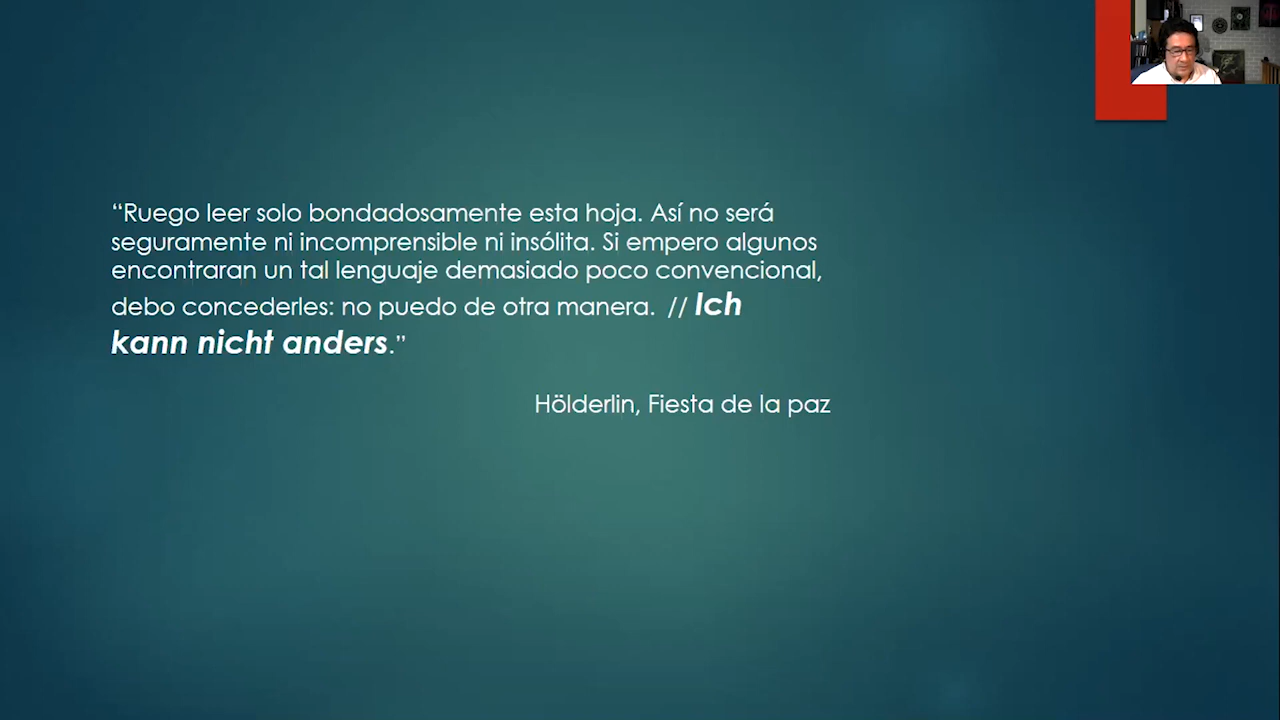 “Ruego leer solo bondadosamente esta hoja. Así no será
seguramente ni incomprensible ni insólita. Si empero algunos
encontraran un tal lenguaje demasiado poco convencional,
debo concederles: no puedo de otra manera. // Ich
kann nicht anders.”
Hölderlin, Fiesta de la paz